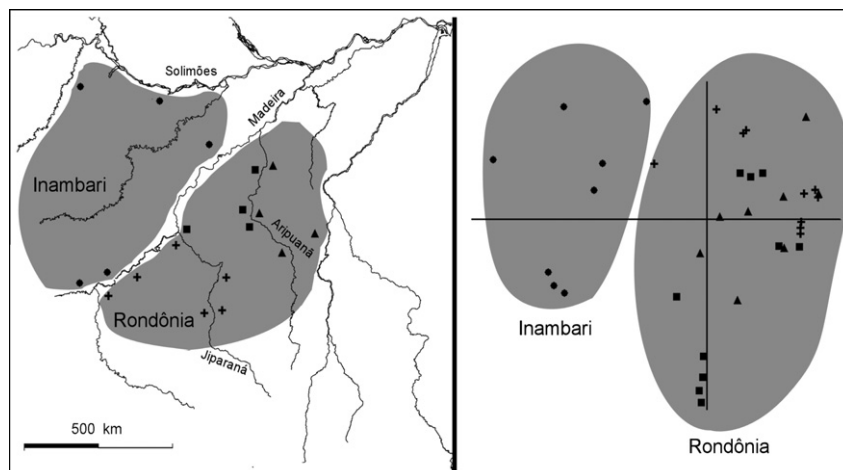 Solimões
Madeira
Inambari
Aripuanã
Rondônia
Jiparaná
500 km
Inambari
Rondônia